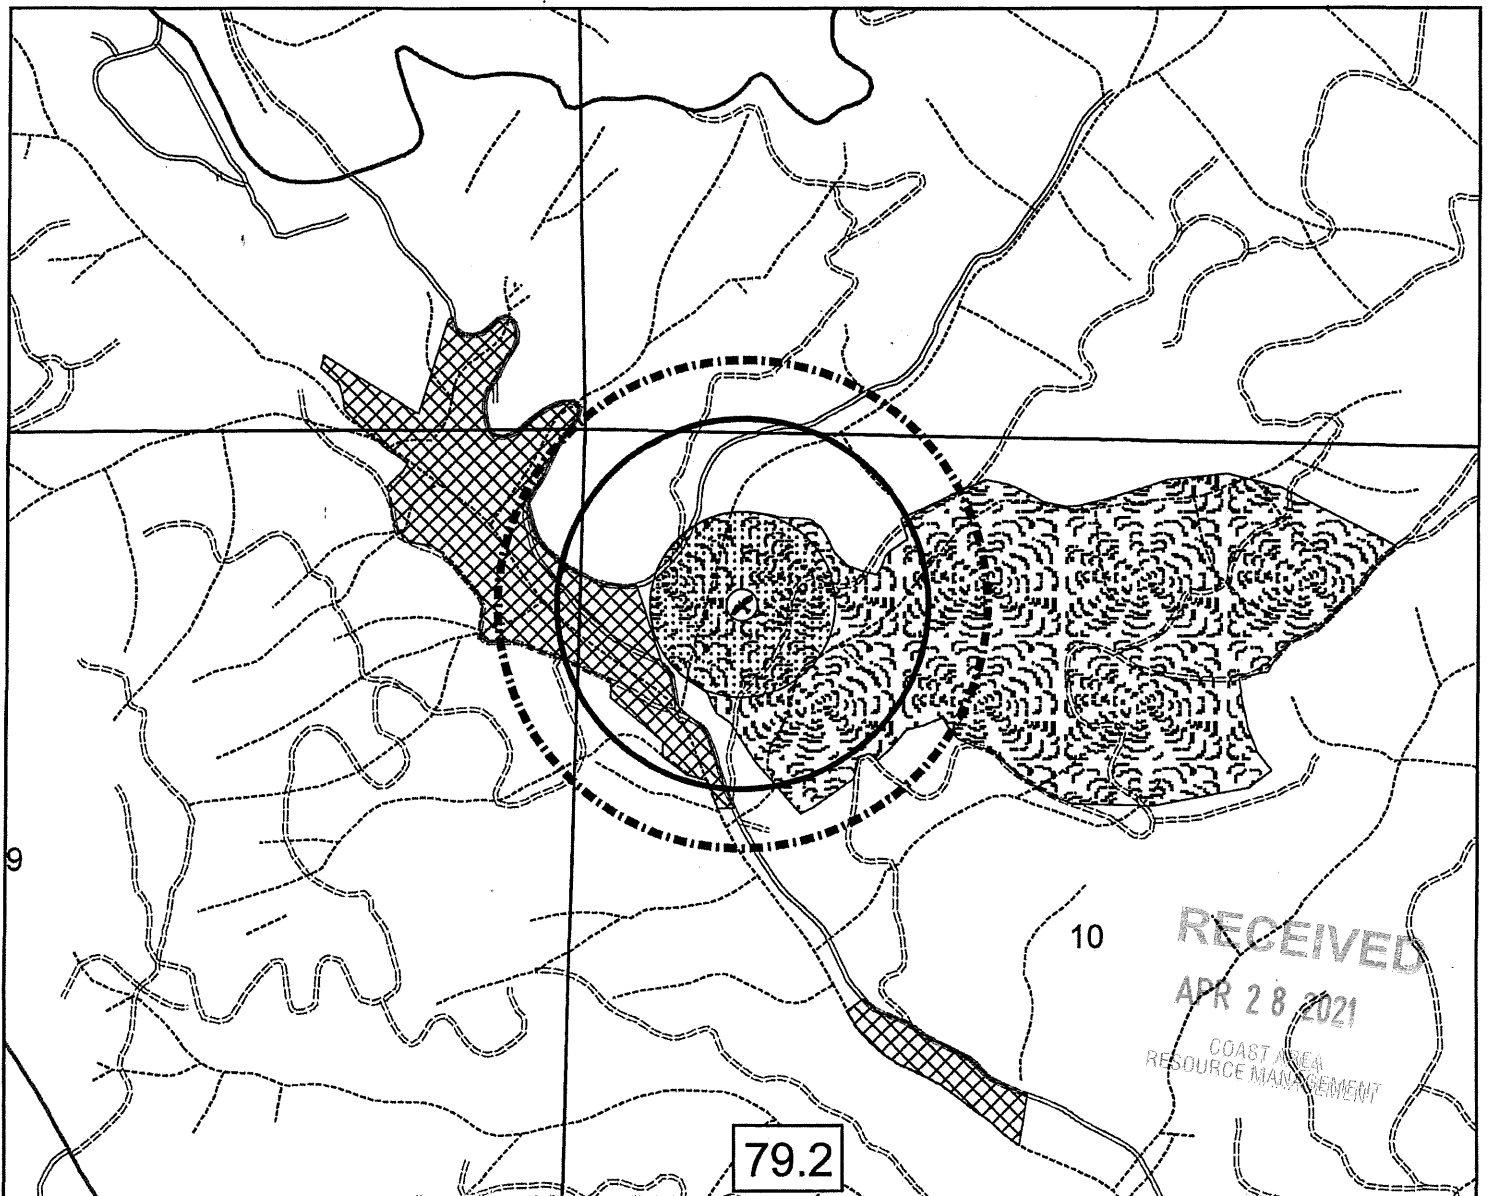 9
10
RECEIVED
APR 28 2021
COAST AREA
RESOURCE MANAGEMENT
79.2